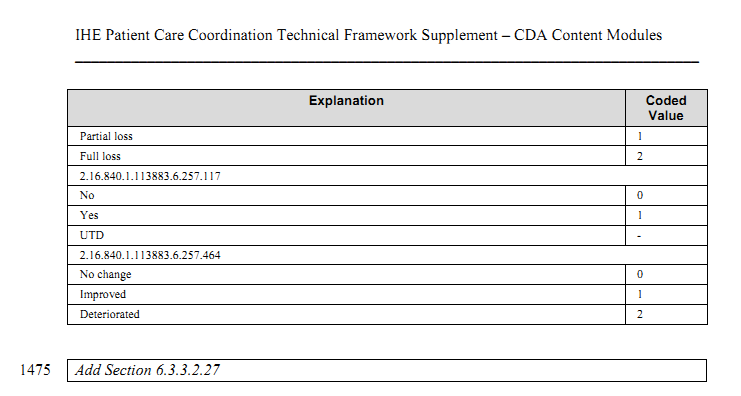 IHE Patient Care Coordination Technical Framework Supplement – CDA Content Modules
Explanation Coded Value
Partial loss 1
Full loss 2
2.16.840.1.113883.6.257.117
No 0
Yes 1
UTD -
2.16.840.1.113883.6.257.464
No change 0
Improved 1
Deteriorated 2
1475 Add Section 6.3.3.2.27